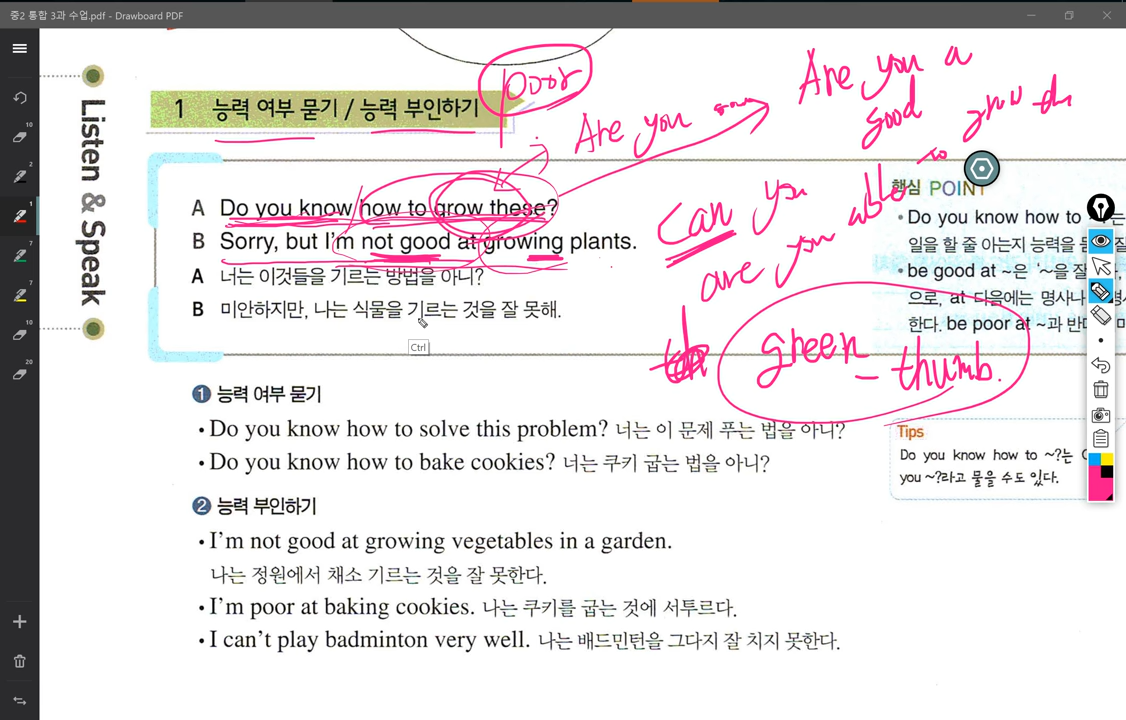 중2 통합 3과 수업.pdf - Drawboard PDF
Listen & Speak
1 능력 여부 묻기 / 능력 부인하기
poor
Are you
Are you a
good
A Do you know how to grow these?
B Sorry, but I'm not good at growing plants.
A 너는 이것들을 기르는 방법을 아니?
B 미안하지만, 나는 식물을 기르는 것을 잘 못해.
Can you
are you able to
green - thumb.
Ctrl
핵심 POINT
• Do you know how to
일을 할 줄 아는지 능력을
• be good at ~은 '~을 잘
으로, at 다음에는 명사나
한다. be poor at ~과 반대
1 능력 여부 묻기
• Do you know how to solve this problem? 너는 이 문제 푸는 법을 아니?
• Do you know how to bake cookies? 너는 쿠키 굽는 법을 아니?
Tips
Do you know how to ~?는
you ~?라고 물을 수도 있다.
2 능력 부인하기
• I'm not good at growing vegetables in a garden.
나는 정원에서 채소 기르는 것을 잘 못한다.
• I'm poor at baking cookies. 나는 쿠키를 굽는 것에 서투르다.
• I can't play badminton very well. 나는 배드민턴을 그다지 잘 치지 못한다.
10
2
1
7
7
10
20